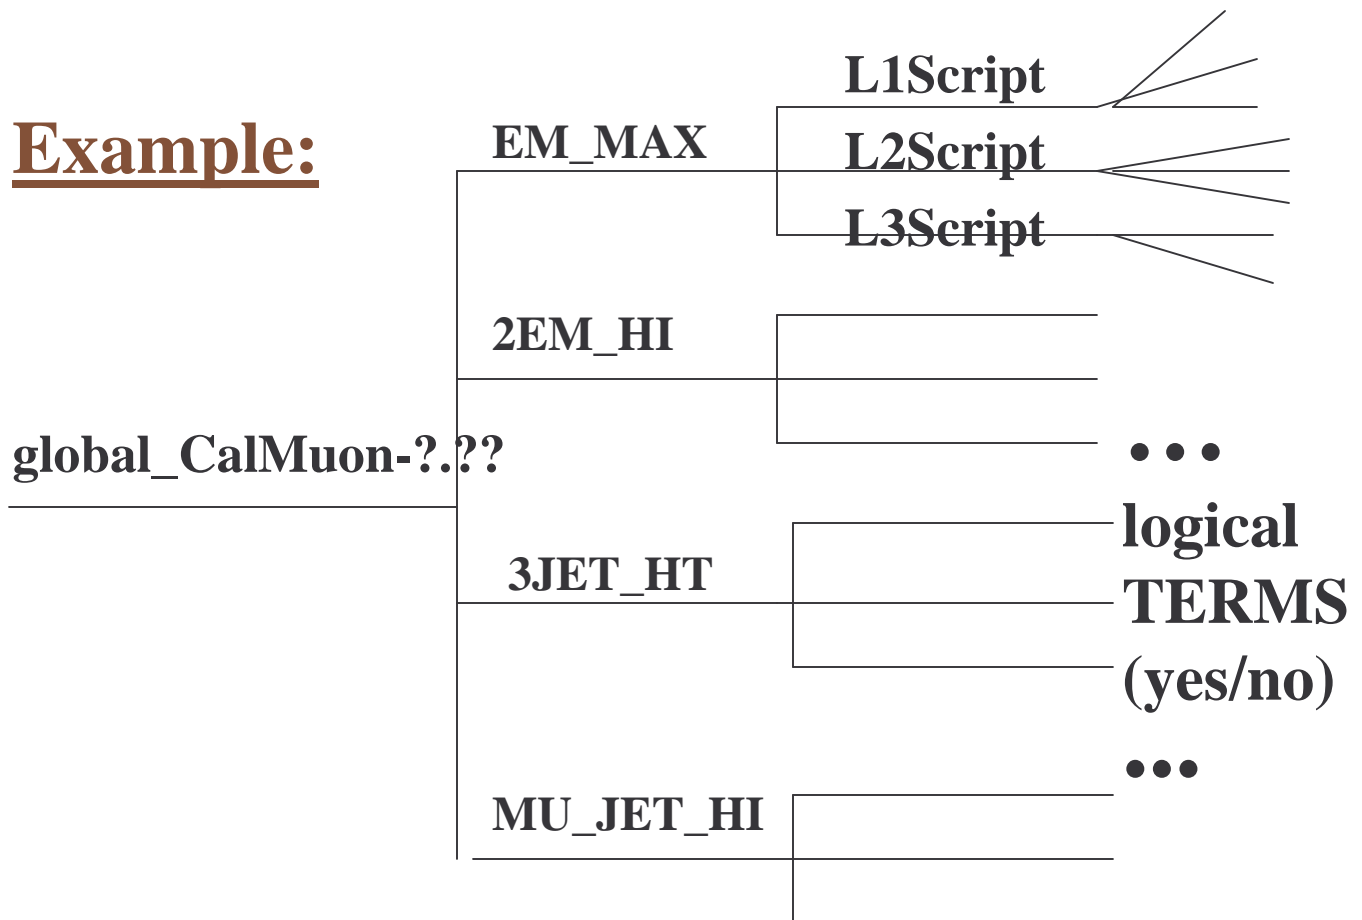 Example:
L1Script
EM_MAX
L2Script
L3Script
2EM_HI
global_CalMuon-?.??
•••
logical
3JET_HT
TERMS
(yes/no)
•••
MU_JET_HI